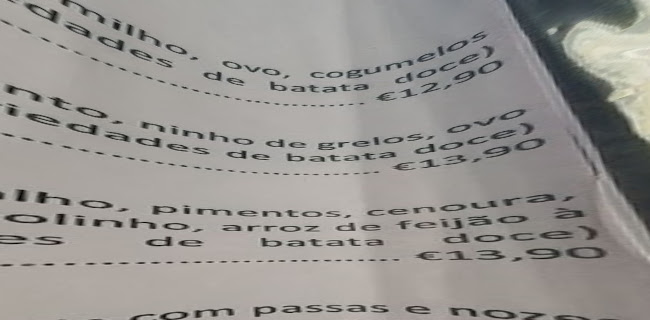 milho, ovo, cogumelos
dades de batata doce)
€12,90
nto, ninho de grelos, ovo
iedades de batata doce)
€13,90
lho, pimentos, cenoura,
olinho, arroz de feijão à
es de batata doce)
€13,90
com passas e nozes